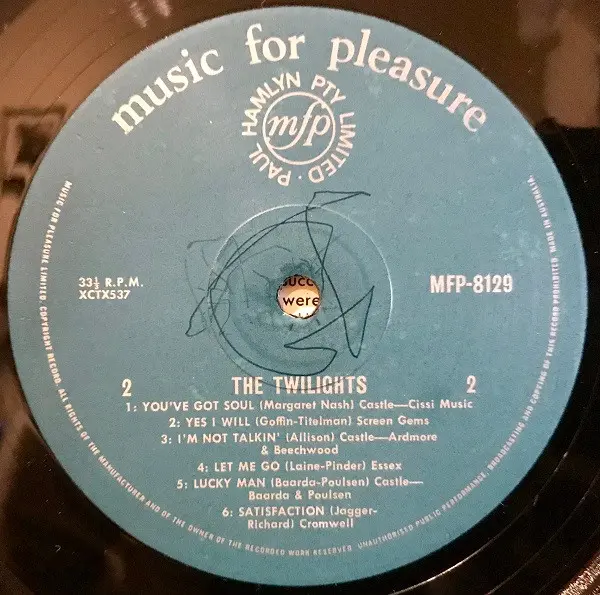 music for pleasure
PAUL HAMLYN PTY LIMITED ·
mfp
33⅓ R.P.M.
XCTX537
MFP-8129
were
2 THE TWILIGHTS 2
1: YOU'VE GOT SOUL (Margaret Nash) Castle—Cissi Music
2: YES I WILL (Goffin-Titelman) Screen Gems
3: I'M NOT TALKIN' (Allison) Castle—Ardmore
& Beechwood
4: LET ME GO (Laine-Pinder) Essex
5: LUCKY MAN (Baarda-Poulsen) Castle—
Baarda & Poulsen
6: SATISFACTION (Jagger-
Richard) Cromwell
MUSIC FOR PLEASURE LIMITED. COPYRIGHT RECORD. ALL RIGHTS OF THE MANUFACTURER AND OF THE OWNER OF THE RECORDED WORK RESERVED. UNAUTHORISED PUBLIC PERFORMANCE, BROADCASTING AND COPYING OF THIS RECORD PROHIBITED. MADE IN AUSTRALIA.